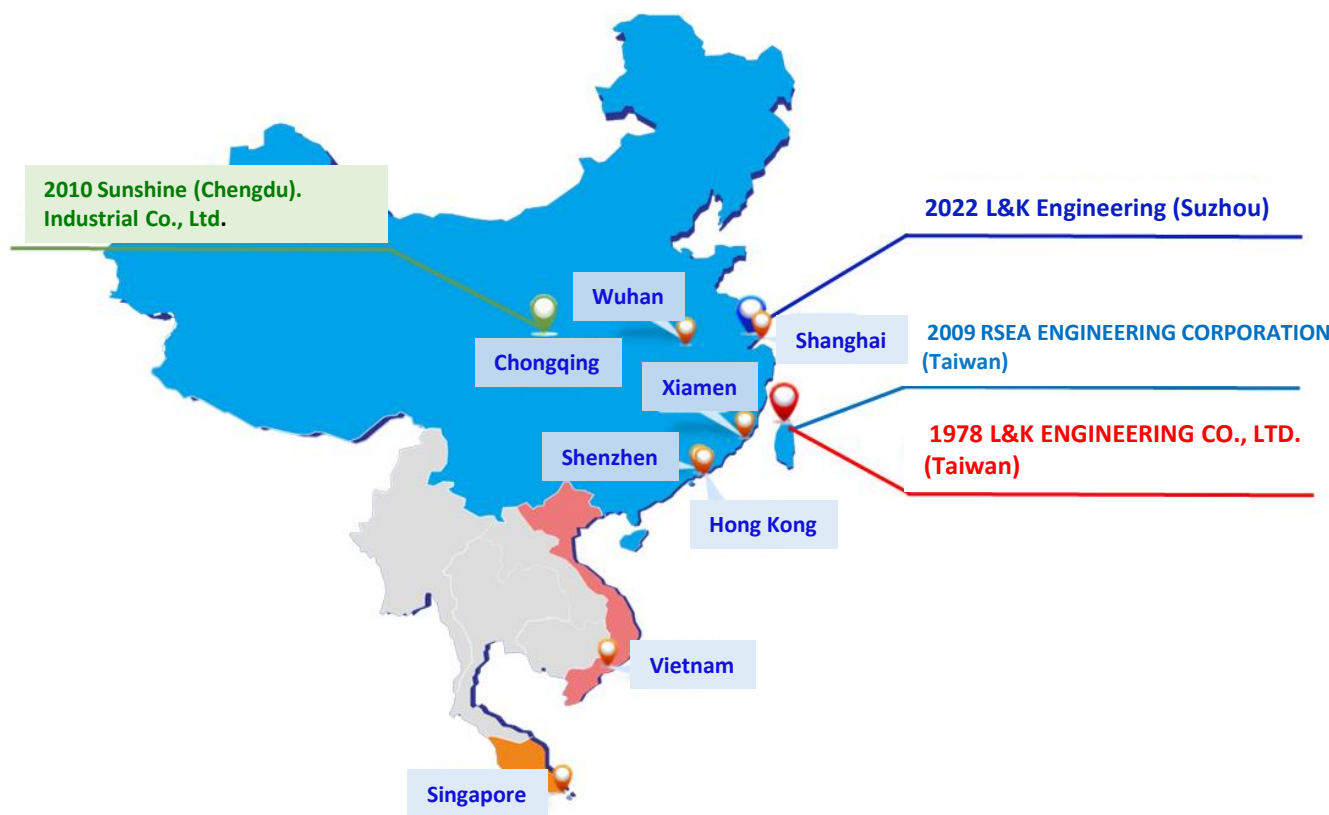 2010 Sunshine (Chengdu).
Industrial Co., Ltd.
2022 L&K Engineering (Suzhou)
Wuhan
Shanghai
2009 RSEA ENGINEERING CORPORATION
(Taiwan)
Chongqing
Xiamen
1978 L&K ENGINEERING CO., LTD.
(Taiwan)
Shenzhen
Hong Kong
Vietnam
Singapore